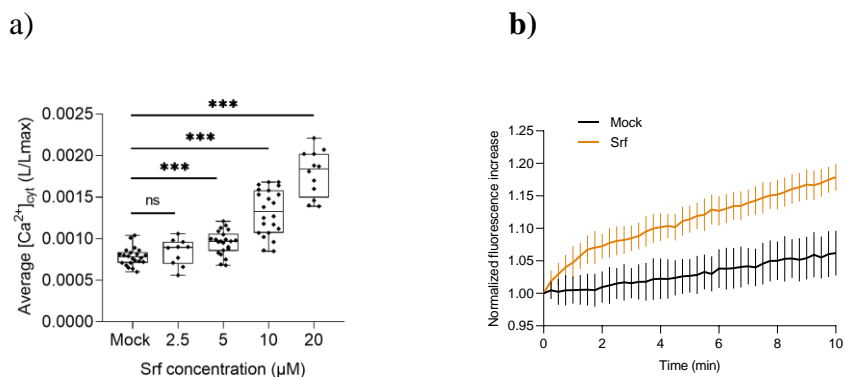 a)
b)
Average [Ca²⁺]cyt (L/Lmax)
0.0025
0.0020
0.0015
0.0010
0.0005
0.0000
***
***
***
ns
Mock 2.5 5 10 20
Srf concentration (µM)
Mock
Srf
Normalized fluorescence increase
1.25
1.20
1.15
1.10
1.05
1.00
0.95
0 2 4 6 8 10
Time (min)